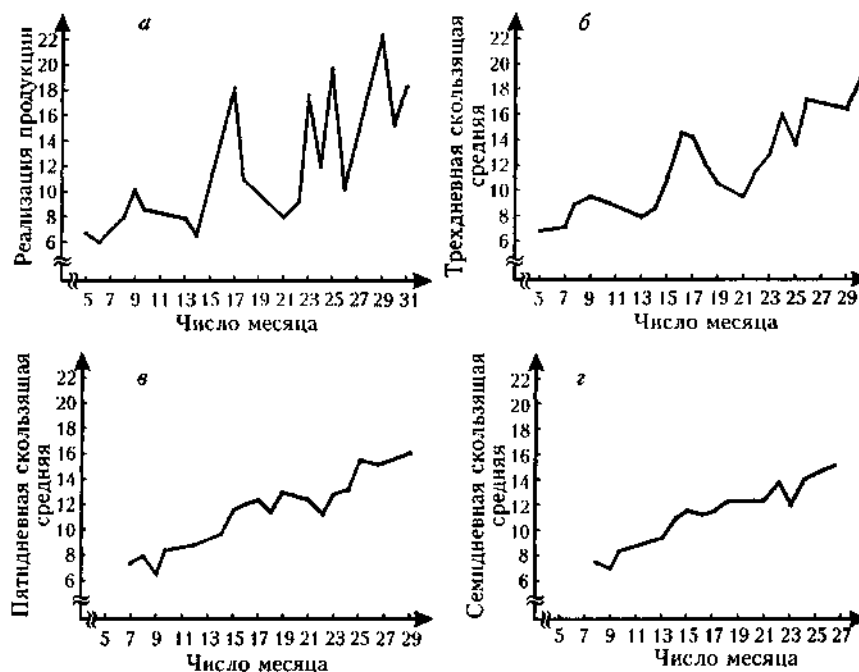 а
Реализация продукции
22
20
18
16
14
12
10
8
6
5 7 9 11 13 15 17 19 21 23 25 27 29 31
Число месяца
б
Трехдневная скользящая
средняя
22
20
18
16
14
12
10
8
6
5 7 9 11 13 15 17 19 21 23 25 27 29
Число месяца
в
Пятидневная скользящая
средняя
22
20
18
16
14
12
10
8
6
5 7 9 11 13 15 17 19 21 23 25 27 29
Число месяца
г
Семидневная скользящая
средняя
22
20
18
16
14
12
10
8
6
5 7 9 11 13 15 17 19 21 23 25 27
Число месяца